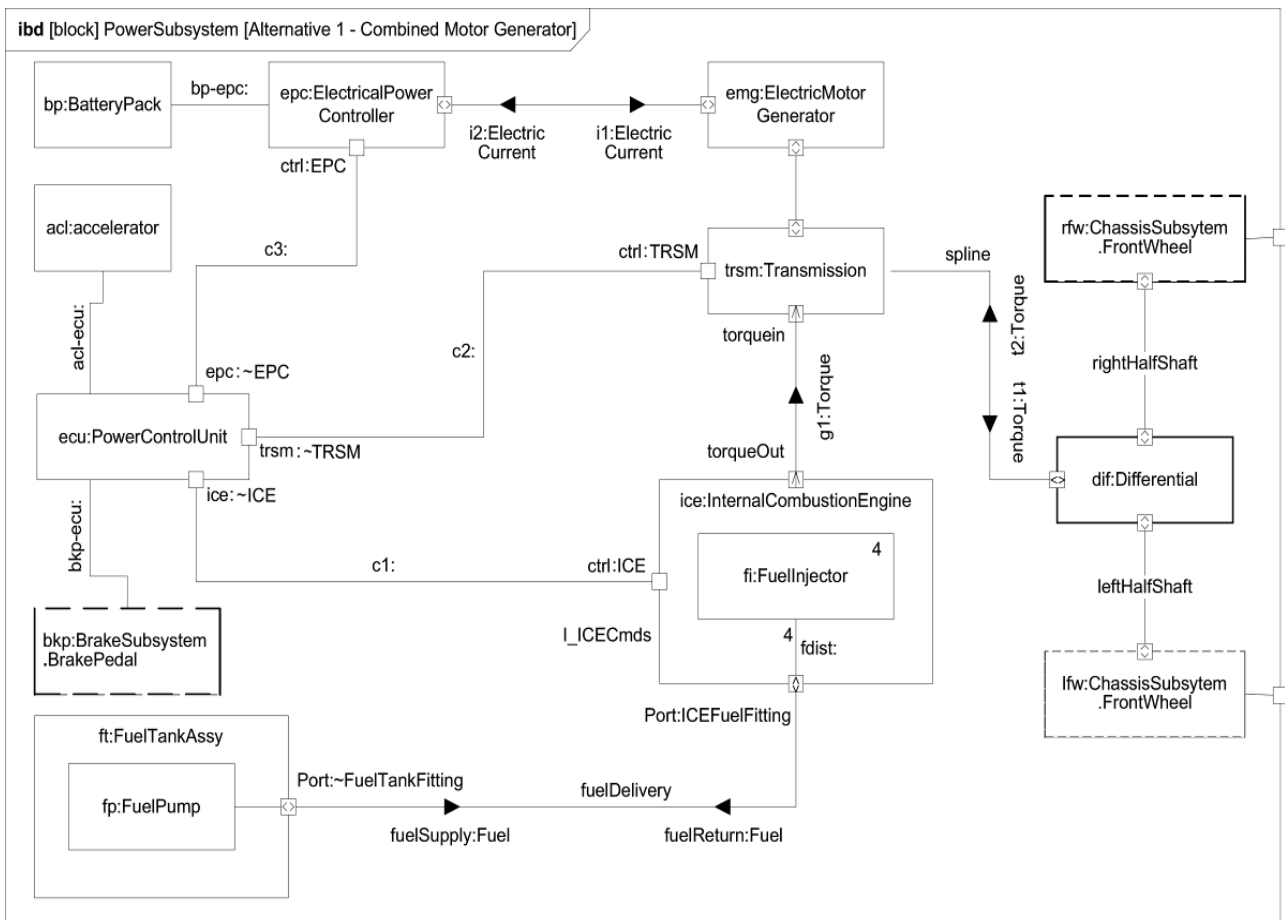 ibd [block] PowerSubsystem [Alternative 1 - Combined Motor Generator]
bp:BatteryPack
bp-epc:
epc:ElectricalPower
Controller
i2:Electric
Current
i1:Electric
Current
emg:ElectricMotor
Generator
ctrl:EPC
acl:accelerator
c3:
ctrl:TRSM
trsm:Transmission
spline
rfw:ChassisSubsytem
.FrontWheel
acl-ecu:
torquein
t2:Torque
c2:
epc:~EPC
rightHalfShaft
g1:Torque
t1:Torque
ecu:PowerControlUnit
trsm:~TRSM
torqueOut
dif:Differential
ice:~ICE
ice:InternalCombustionEngine
bkp-ecu:
4
c1:
ctrl:ICE
fi:FuelInjector
leftHalfShaft
bkp:BrakeSubsystem
.BrakePedal
I_ICECmds
4
fdist:
lfw:ChassisSubsytem
.FrontWheel
Port:ICEFuelFitting
ft:FuelTankAssy
Port:~FuelTankFitting
fuelDelivery
fp:FuelPump
fuelSupply:Fuel
fuelReturn:Fuel